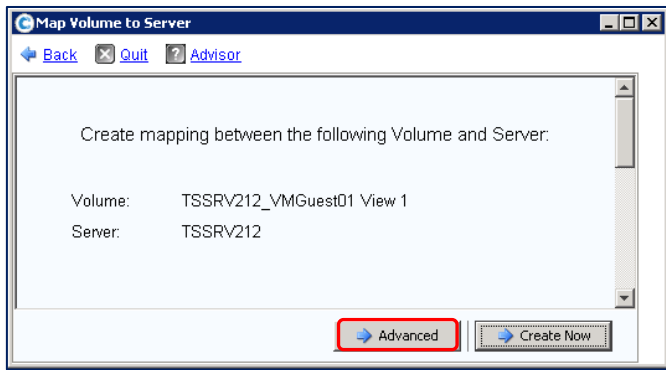 Map Volume to Server
Back Quit ? Advisor
Create mapping between the following Volume and Server:
Volume: TSSRV212_VMGuest01 View 1
Server: TSSRV212
Advanced Create Now